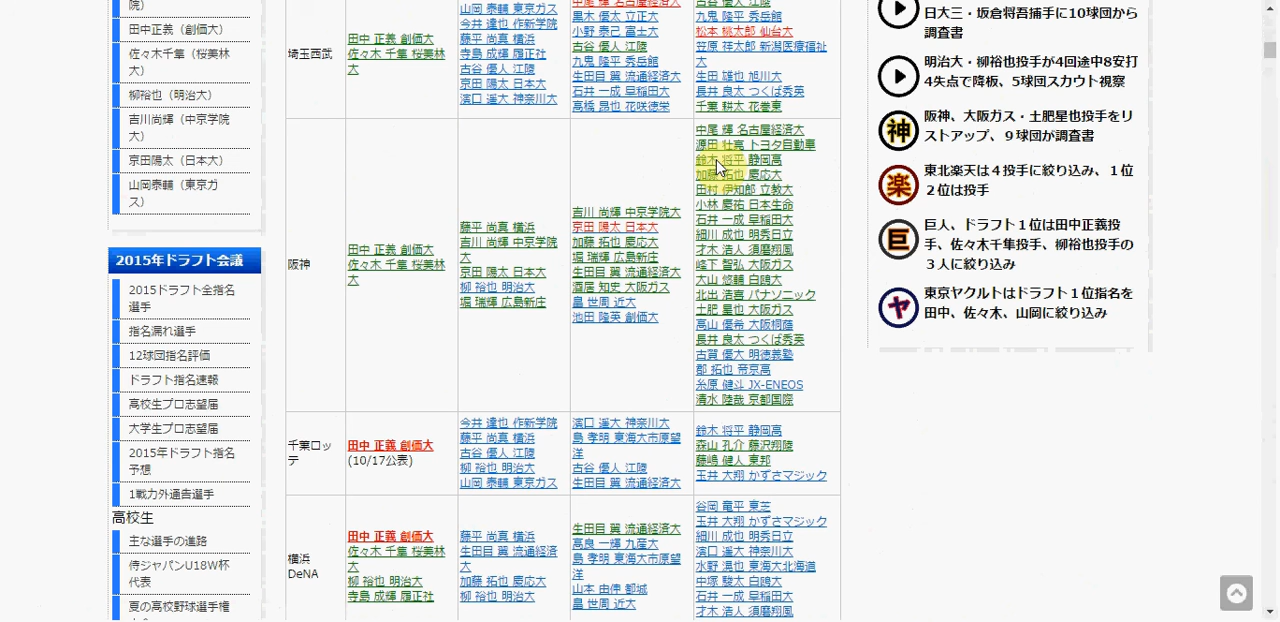 院）
田中正義（創価大）
佐々木千隼（桜美林
大）
柳裕也（明治大）
吉川尚輝（中京学院
大）
京田陽太（日本大）
山岡泰輔（東京ガ
ス）
2015年ドラフト会議
2015ドラフト全指名
選手
指名漏れ選手
12球団指名評価
ドラフト指名速報
高校生プロ志望届
大学生プロ志望届
2015年ドラフト指名
予想
1戦力外通告選手
高校生
主な選手の進路
侍ジャパンU18W杯
代表
夏の高校野球選手権
埼玉西武
田中 正義 創価大
佐々木 千隼 桜美林
大
山岡 泰輔 東京ガス
今井 達也 作新学院
藤平 尚真 横浜
寺島 成輝 履正社
古谷 優人 江陵
京田 陽太 日本大
濱口 遥大 神奈川大
黒木 優太 立正大
小野 泰己 富士大
古谷 優人 江陵
九鬼 隆平 秀岳館
生田目 翼 流通経済大
石井 一成 早稲田大
高橋 昂也 花咲徳栄
古谷 優人 江陵
九鬼 隆平 秀岳館
松本 桃太郎 仙台大
笠原 祥太郎 新潟医療福祉
大
生田 雄也 旭川大
長井 良太 つくば秀英
千葉 耕太 花巻東
阪神
田中 正義 創価大
佐々木 千隼 桜美林
大
藤平 尚真 横浜
吉川 尚輝 中京学院
大
京田 陽太 日本大
柳 裕也 明治大
堀 瑞輝 広島新庄
吉川 尚輝 中京学院大
京田 陽太 日本大
加藤 拓也 慶応大
堀 瑞輝 広島新庄
生田目 翼 流通経済大
酒居 知史 大阪ガス
畠 世周 近大
池田 隆英 創価大
中尾 輝 名古屋経済大
源田 壮亮 トヨタ自動車
鈴木 将平 静岡高
加藤 拓也 慶応大
田村 伊知郎 立教大
小林 慶祐 日本生命
石井 一成 早稲田大
細川 成也 明秀日立
才木 浩人 須磨翔風
峰下 智弘 大阪ガス
大山 悠輔 白鴎大
北出 浩喜 パナソニック
土肥 星也 大阪ガス
高山 優希 大阪桐蔭
長井 良太 つくば秀英
古賀 優大 明徳義塾
郡 拓也 帝京高
糸原 健斗 JX-ENEOS
清水 陸哉 京都国際
千葉ロッ
テ
田中 正義 創価大
(10/17公表)
今井 達也 作新学院
藤平 尚真 横浜
古谷 優人 江陵
柳 裕也 明治大
山岡 泰輔 東京ガス
濱口 遥大 神奈川大
島 孝明 東海大市原望
洋
古谷 優人 江陵
生田目 翼 流通経済大
鈴木 将平 静岡高
森山 孔介 藤沢翔陵
藤嶋 健人 東邦
玉井 大翔 かずさマジック
横浜
DeNA
田中 正義 創価大
佐々木 千隼 桜美林
大
柳 裕也 明治大
寺島 成輝 履正社
藤平 尚真 横浜
生田目 翼 流通経済
大
加藤 拓也 慶応大
柳 裕也 明治大
生田目 翼 流通経済大
高良 一輝 九産大
島 孝明 東海大市原望
洋
山本 由伸 都城
畠 世周 近大
谷岡 竜平 東芝
玉井 大翔 かずさマジック
細川 成也 明秀日立
濱口 遥大 神奈川大
水野 滉也 東海大北海道
中塚 駿太 白鴎大
石井 一成 早稲田大
才木 浩人 須磨翔風
日大三・坂倉将吾捕手に10球団から
調査書
明治大・柳裕也投手が4回途中8安打
4失点で降板、5球団スカウト視察
神
阪神、大阪ガス・土肥星也投手をリ
ストアップ、９球団が調査書
楽
東北楽天は４投手に絞り込み、１位
２位は投手
巨
巨人、ドラフト１位は田中正義投
手、佐々木千隼投手、柳裕也投手の
３人に絞り込み
ヤ
東京ヤクルトはドラフト１位指名を
田中、佐々木、山岡に絞り込み